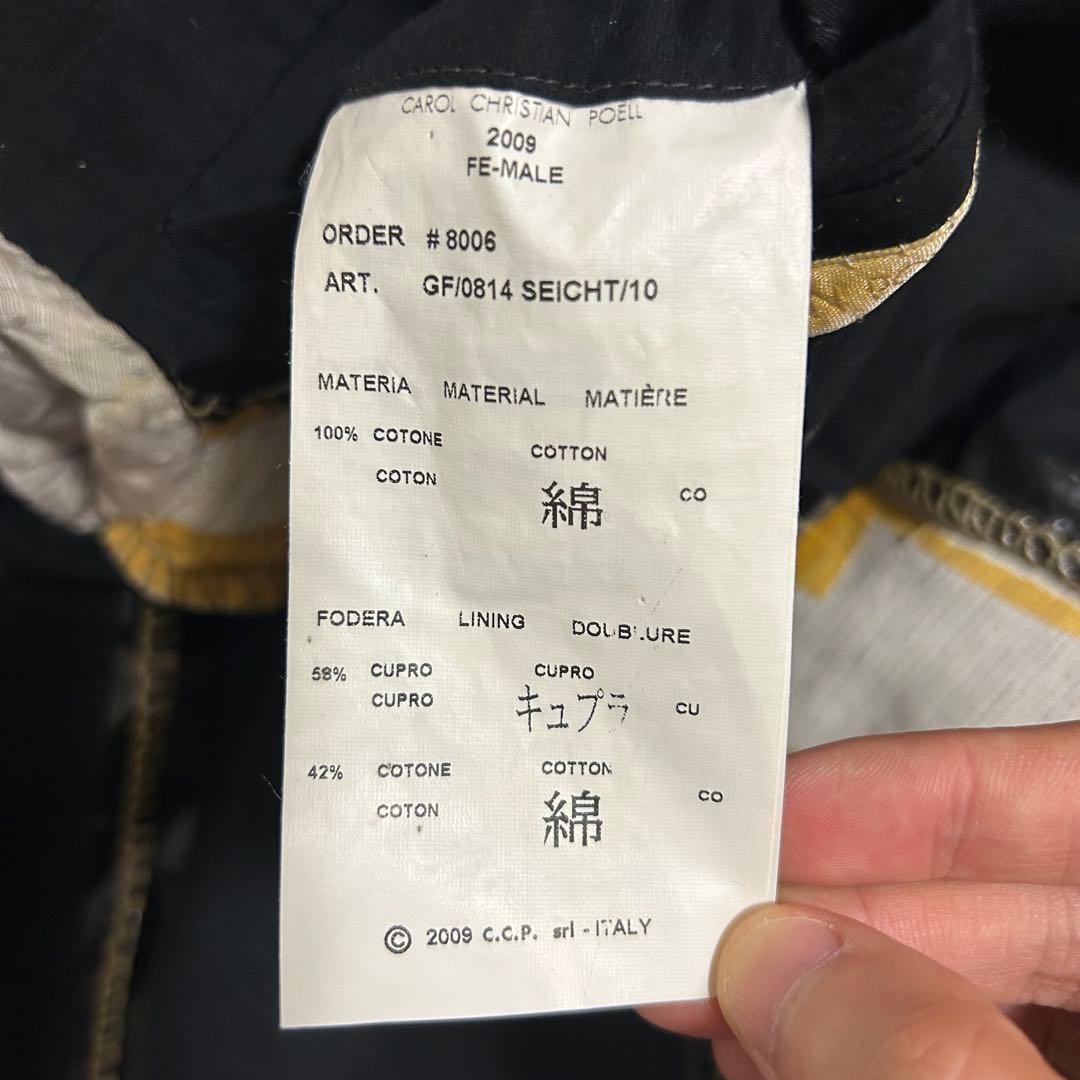 CAROL CHRISTIAN POELL
2009
FE-MALE
ORDER #8006
ART. GF/0814 SEICHT/10
MATERIA MATERIAL MATIÈRE
100% COTONE COTTON
COTON 綿 CO
FODERA LINING DOUBLURE
58% CUPRO CUPRO
CUPRO キュプラ CU
42% COTONE COTTON
COTON 綿 CO
© 2009 C.C.P. srl - ITALY